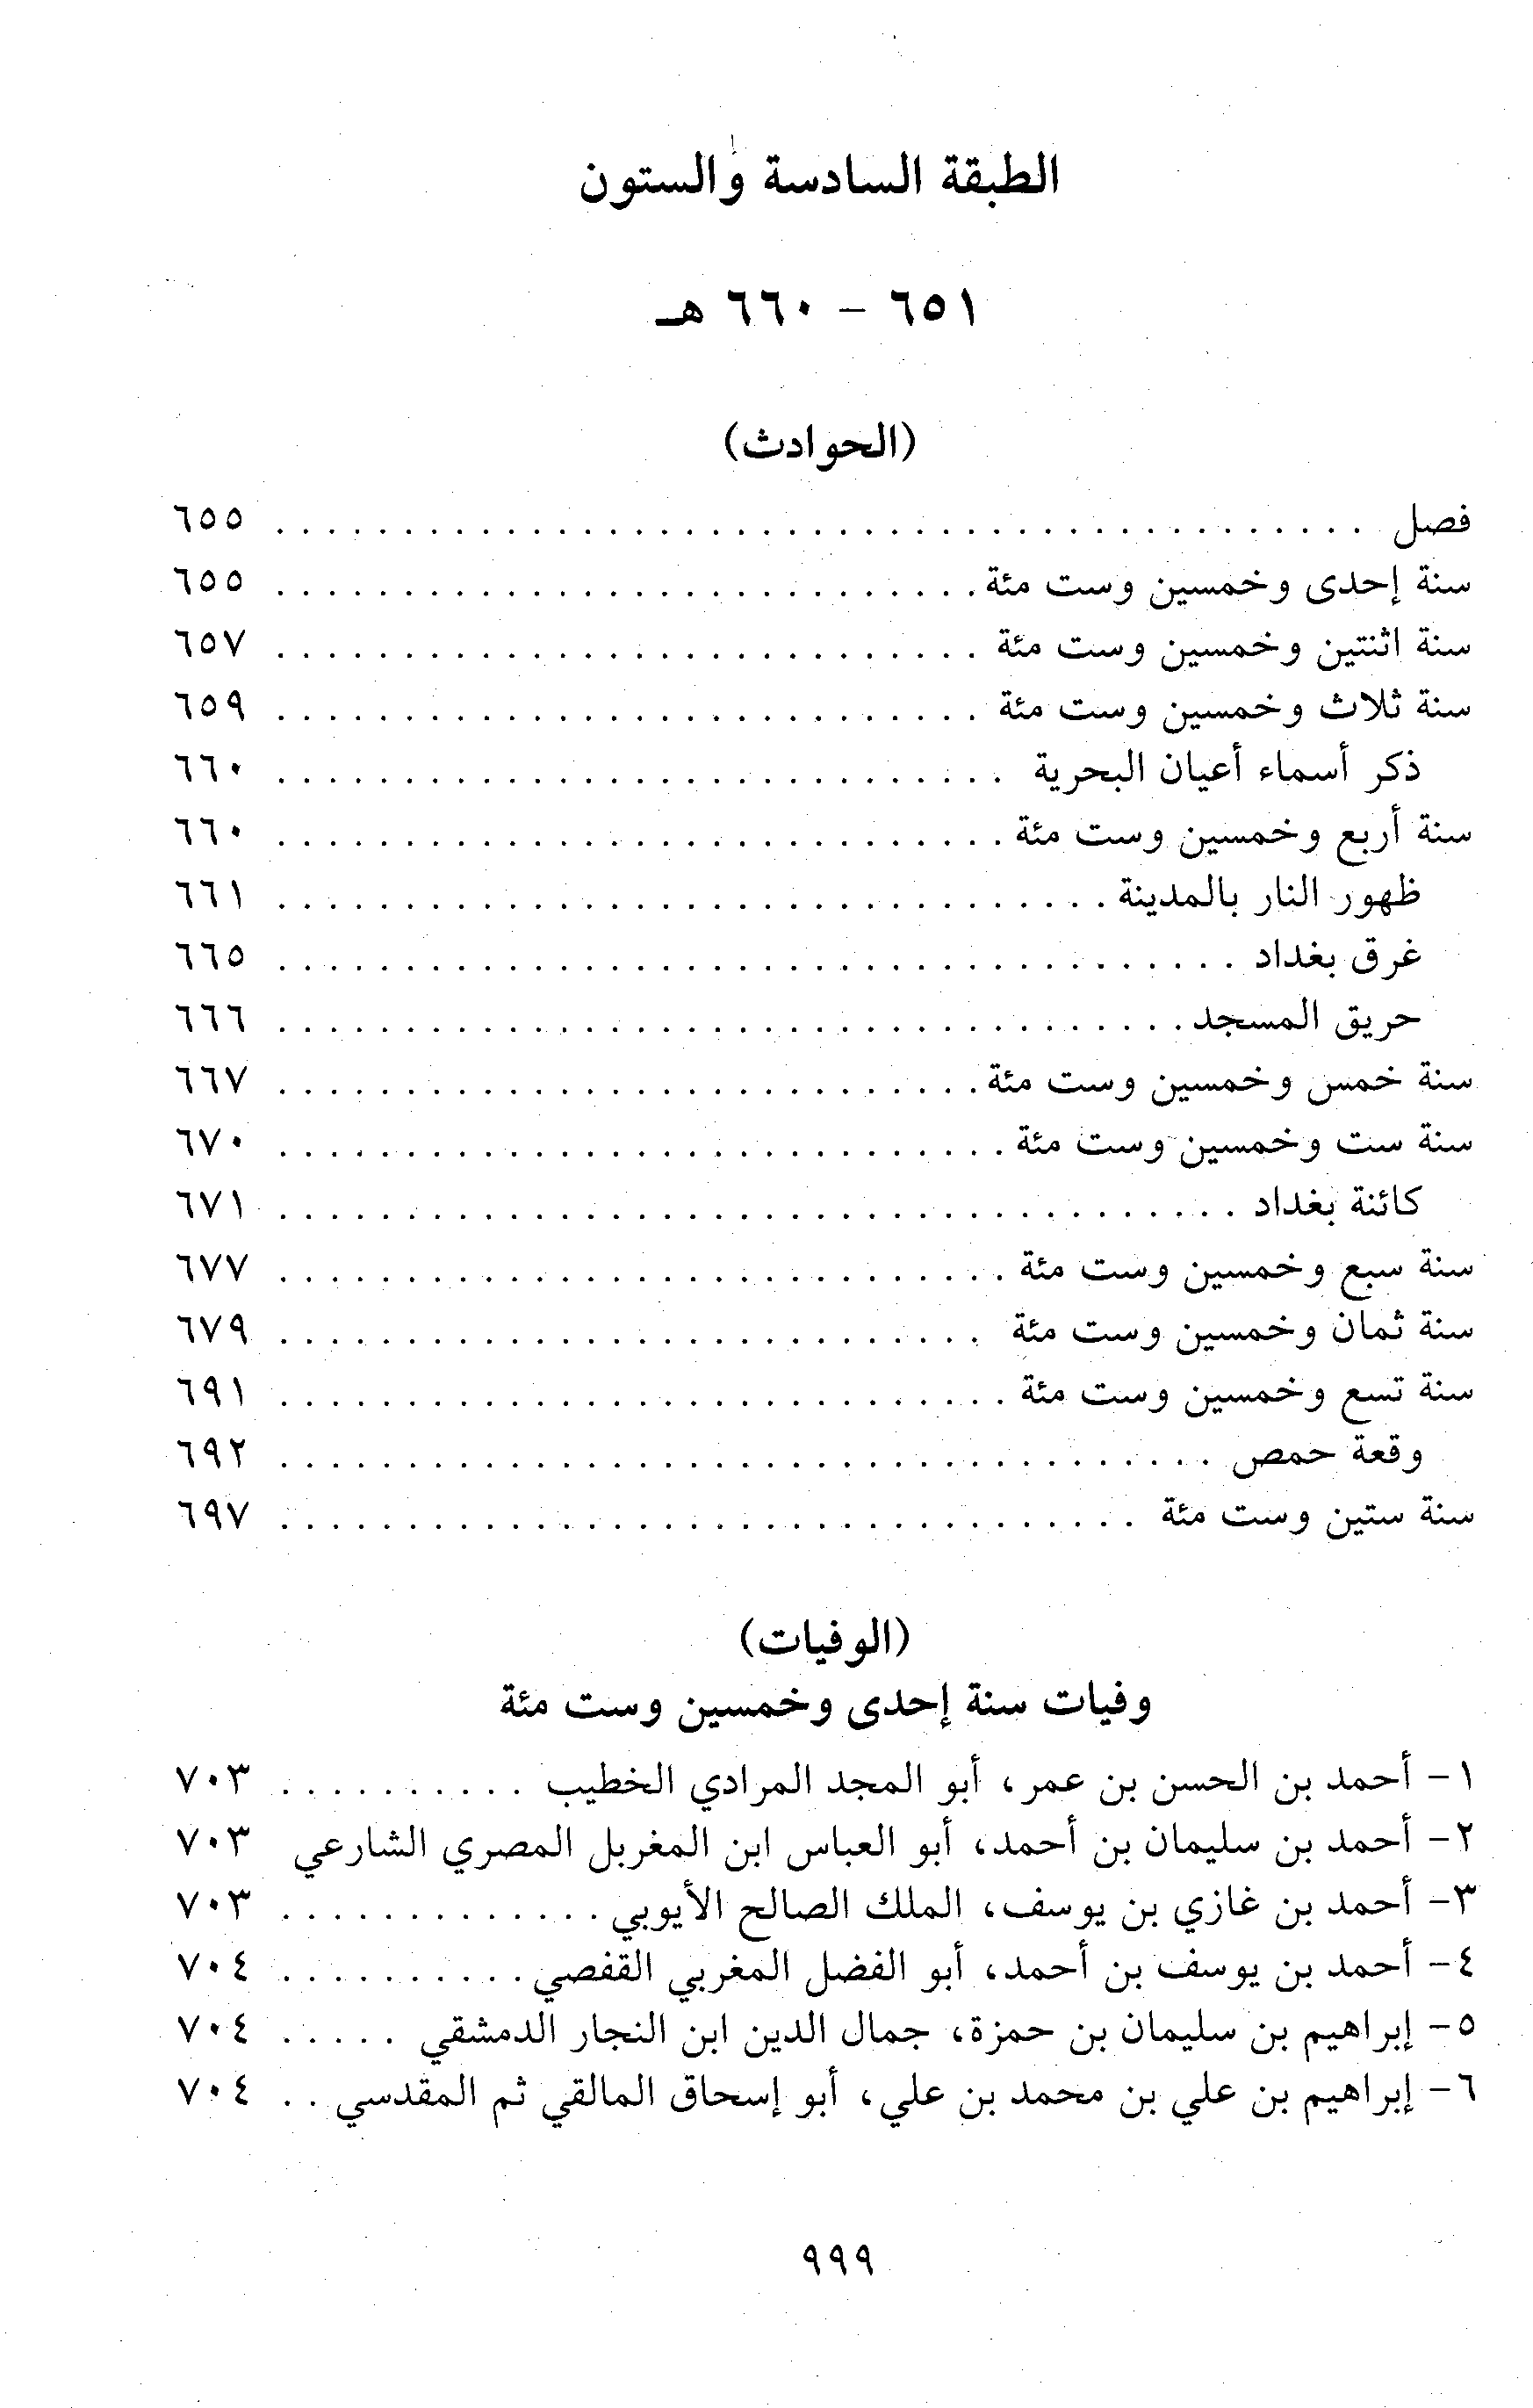 الطبقة السادسة والستون
٦٥١ - ٦٦٠ هـ
(الحوادث)
فصل . . . . . . . . . . ٦٥٥
سنة إحدى وخمسين وست مئة . . . . . . . . . . ٦٥٥
سنة اثنتين وخمسين وست مئة . . . . . . . . . . ٦٥٧
سنة ثلاث وخمسين وست مئة . . . . . . . . . . ٦٥٩
ذكر أسماء أعيان البحرية . . . . . . . . . . ٦٦٠
سنة أربع وخمسين وست مئة . . . . . . . . . . ٦٦٠
ظهور النار بالمدينة . . . . . . . . . . ٦٦١
غرق بغداد . . . . . . . . . . ٦٦٥
حريق المسجد . . . . . . . . . . ٦٦٦
سنة خمس وخمسين وست مئة . . . . . . . . . . ٦٦٧
سنة ست وخمسين وست مئة . . . . . . . . . . ٦٧٠
كائنة بغداد . . . . . . . . . . ٦٧١
سنة سبع وخمسين وست مئة . . . . . . . . . . ٦٧٧
سنة ثمان وخمسين وست مئة . . . . . . . . . . ٦٧٩
سنة تسع وخمسين وست مئة . . . . . . . . . . ٦٩١
وقعة حمص . . . . . . . . . . ٦٩٢
سنة ستين وست مئة . . . . . . . . . . ٦٩٧
(الوفيات)
وفيات سنة إحدى وخمسين وست مئة
١- أحمد بن الحسن بن عمر، أبو المجد المرادي الخطيب . . . . . . . . . . ٧٠٣
٢- أحمد بن سليمان بن أحمد، أبو العباس ابن المغربل المصري الشارعي ٧٠٣
٣- أحمد بن غازي بن يوسف، الملك الصالح الأيوبي . . . . . . . . . . . . . ٧٠٣
٤- أحمد بن يوسف بن أحمد، أبو الفضل المغربي القفصي . . . . . . . . . . ٧٠٤
٥- إبراهيم بن سليمان بن حمزة، جمال الدين ابن النجار الدمشقي . . . . . ٧٠٤
٦- إبراهيم بن علي بن محمد بن علي، أبو إسحاق المالقي ثم المقدسي . . ٧٠٤
٩٩٩